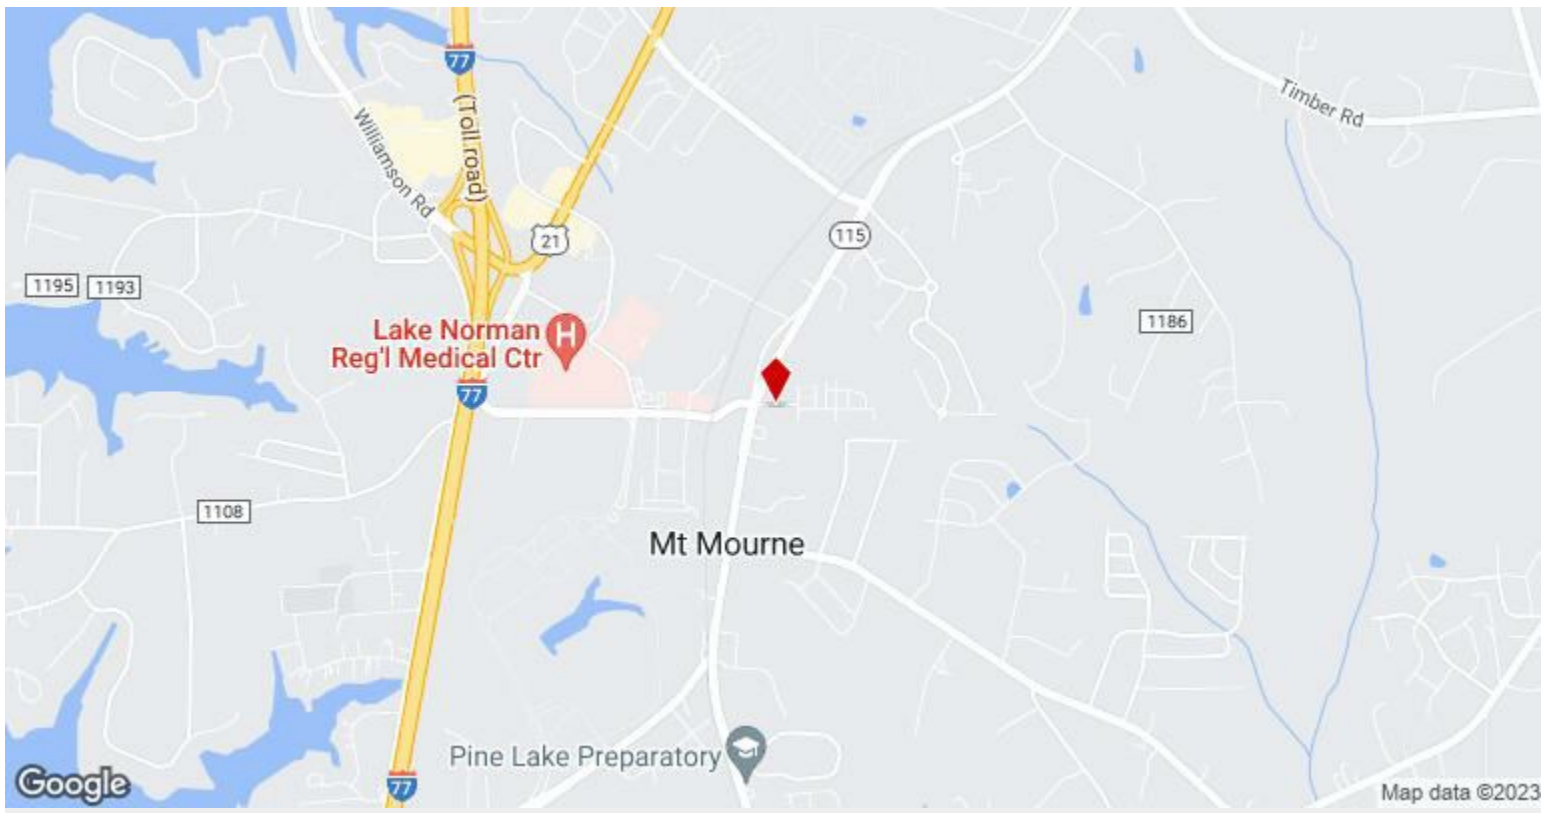 77
(Toll road)
Williamson Rd
Timber Rd
21
115
1195
1193
1186
Lake Norman
Reg'l Medical Ctr
77
1108
Mt Mourne
Pine Lake Preparatory
77
Google
Map data ©2023